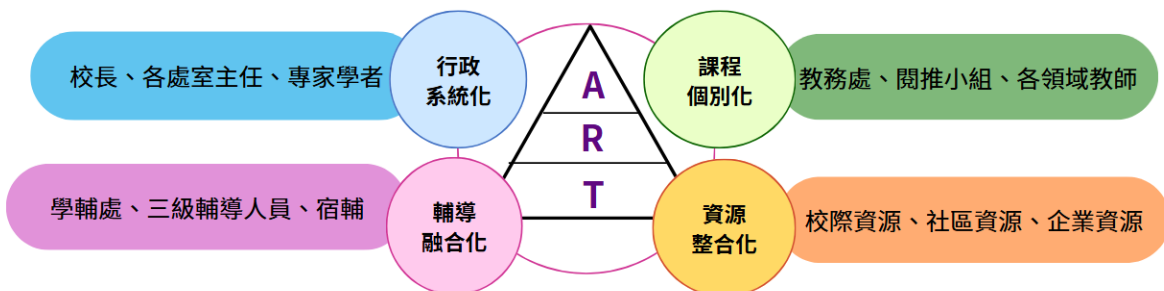 校長、各處室主任、專家學者
行政
系統化
A
R
T
課程
個別化
教務處、閱推小組、各領域教師
學輔處、三級輔導人員、宿輔
輔導
融合化
資源
整合化
校際資源、社區資源、企業資源